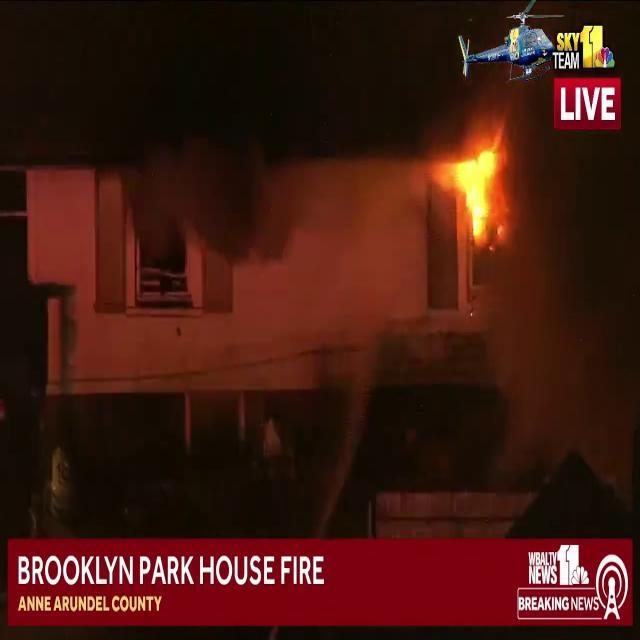 SKY
TEAM 11
LIVE
BROOKLYN PARK HOUSE FIRE
ANNE ARUNDEL COUNTY
WBALTV
NEWS 11
BREAKING NEWS